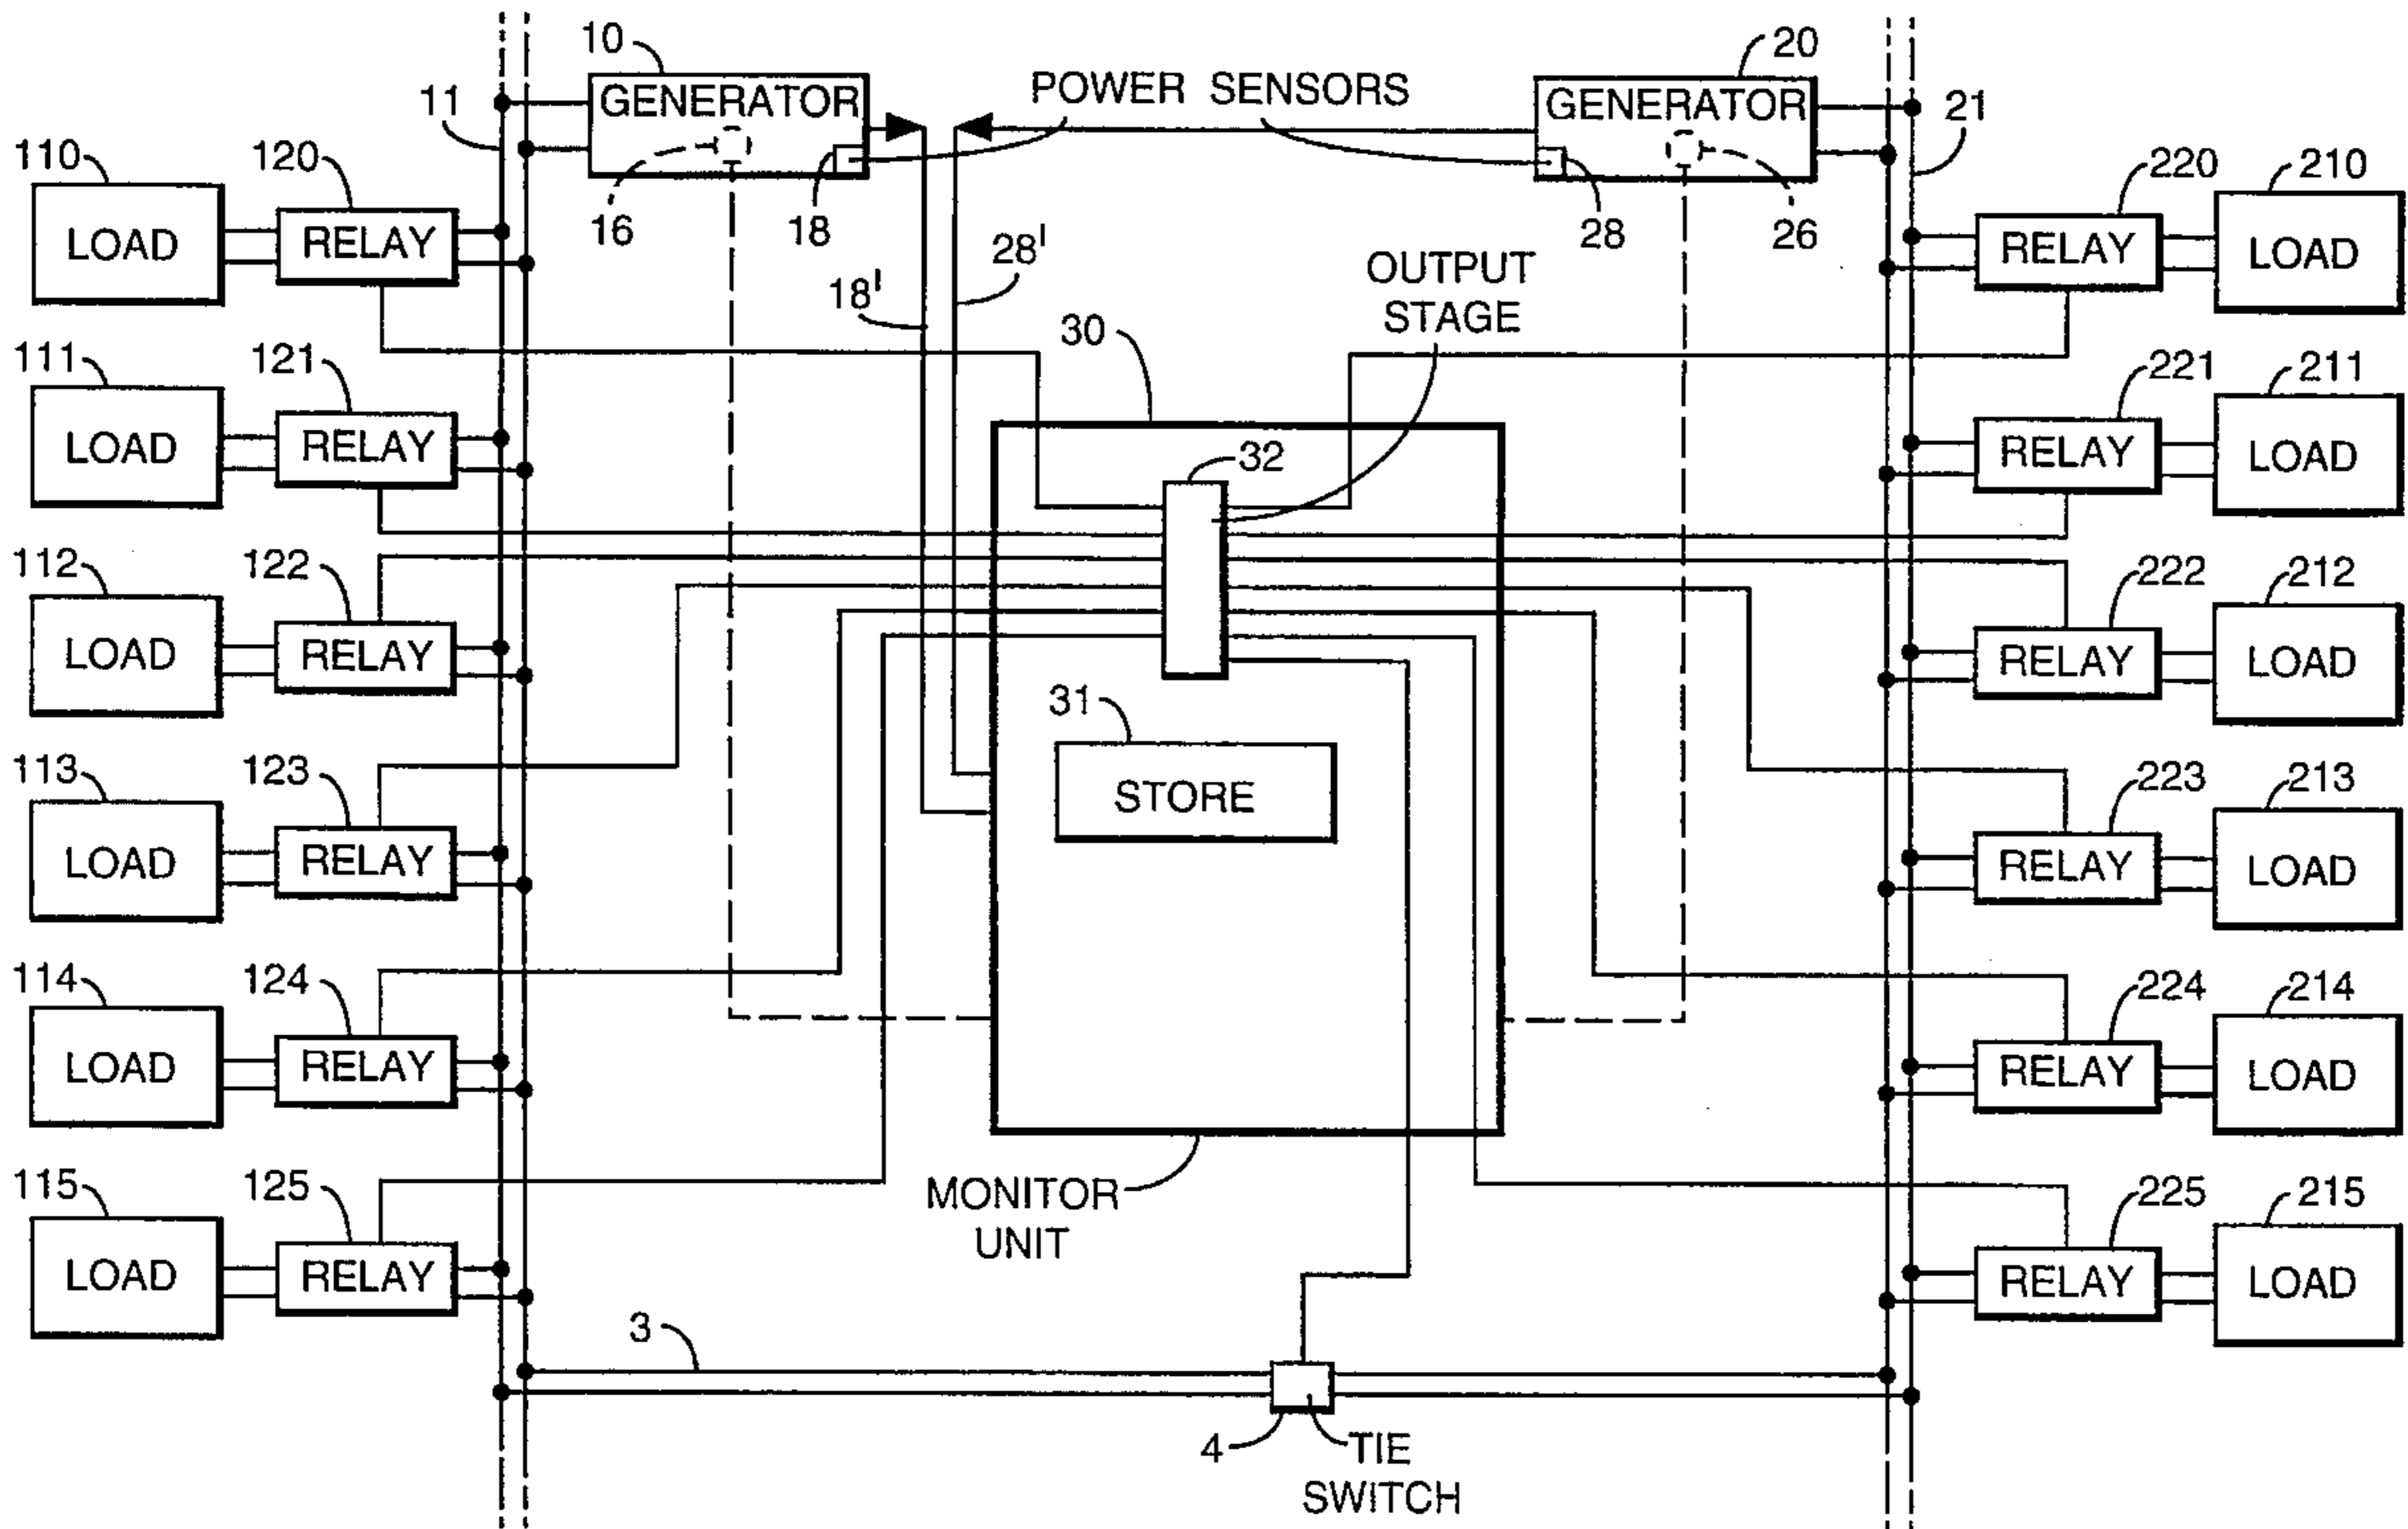 10
POWER SENSORS
20
11
GENERATOR
GENERATOR
21
110
120
16
18
28
26
220
210
LOAD
RELAY
28'
18'
OUTPUT
STAGE
RELAY
LOAD
111
121
30
221
211
LOAD
RELAY
32
RELAY
LOAD
112
122
222
212
LOAD
RELAY
RELAY
LOAD
31
STORE
113
123
223
213
LOAD
RELAY
RELAY
LOAD
114
124
224
214
LOAD
RELAY
RELAY
LOAD
115
125
MONITOR
UNIT
225
215
LOAD
RELAY
RELAY
LOAD
3
4
TIE
SWITCH